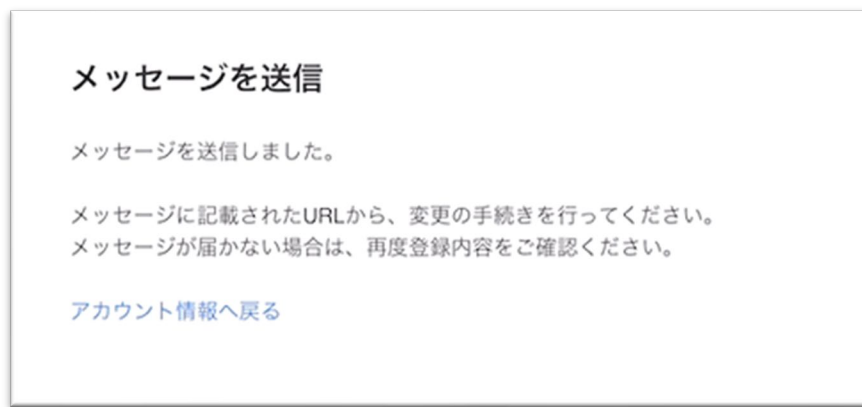 メッセージを送信
メッセージを送信しました。
メッセージに記載されたURLから、変更の手続きを行ってください。
メッセージが届かない場合は、再度登録内容をご確認ください。
アカウント情報へ戻る